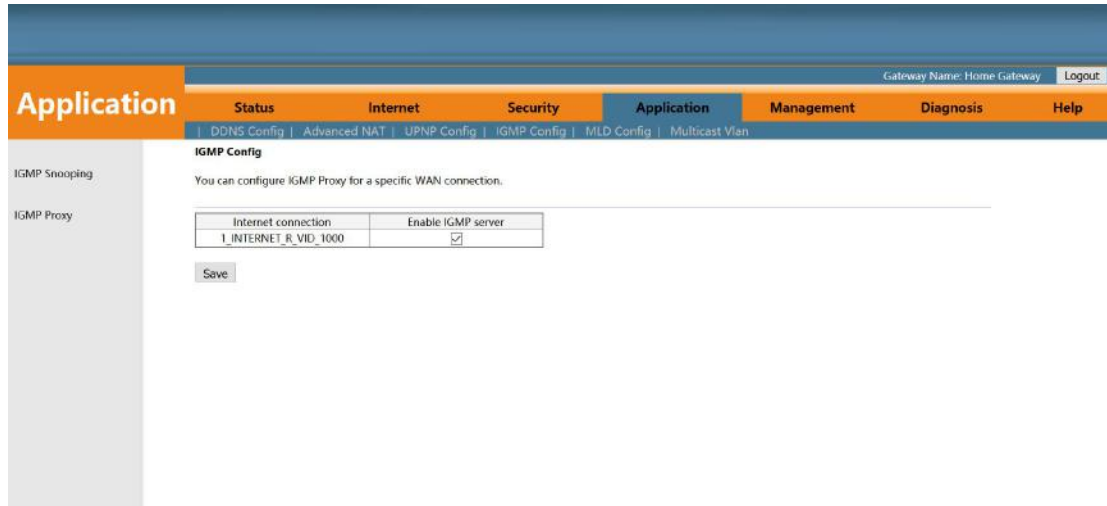 Gateway Name: Home Gateway Logout
Application
Status Internet Security Application Management Diagnosis Help
| DDNS Config | Advanced NAT | UPNP Config | IGMP Config | MLD Config | Multicast Vlan
IGMP Snooping
IGMP Proxy
IGMP Config
You can configure IGMP Proxy for a specific WAN connection.
Internet connection Enable IGMP server
1_INTERNET_R_VID_1000
Save